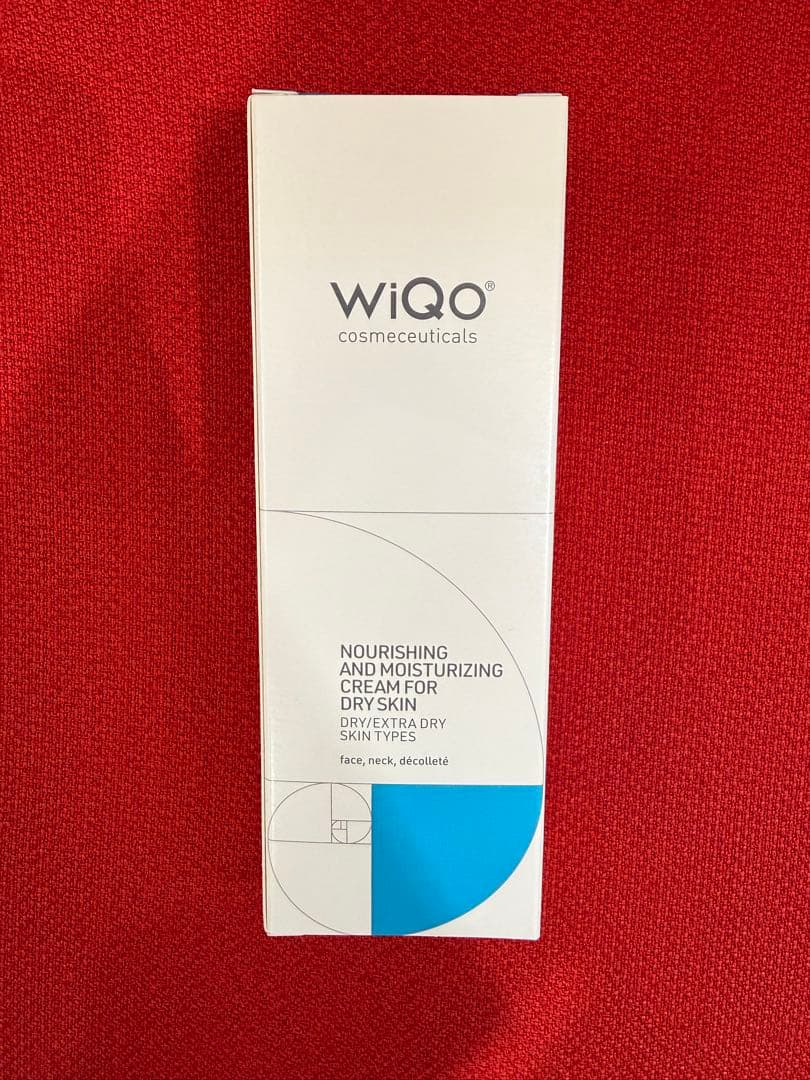 WiQo®
cosmeceuticals
NOURISHING
AND MOISTURIZING
CREAM FOR
DRY SKIN
DRY/EXTRA DRY
SKIN TYPES
face, neck, décolleté